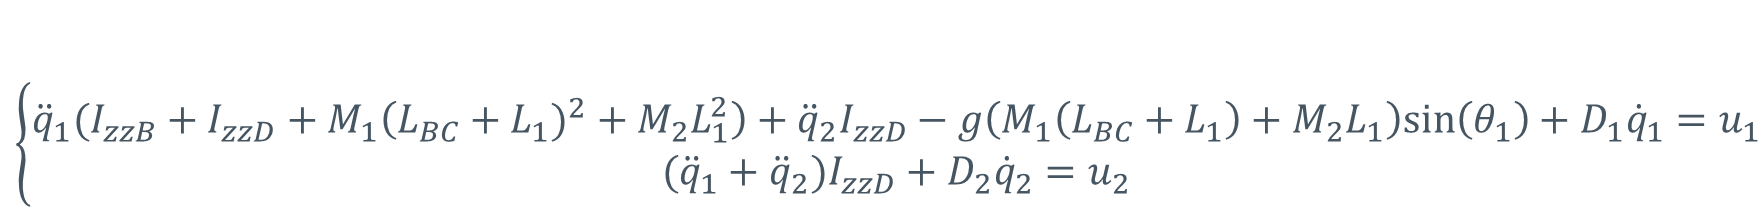 q̈₁(I_zzB + I_zzD + M₁(L_BC + L₁)² + M₂L₁²) + q̈₂I_zzD − g(M₁(L_BC + L₁) + M₂L₁)sin(θ₁) + D₁q̇₁ = u₁
(q̈₁ + q̈₂)I_zzD + D₂q̇₂ = u₂